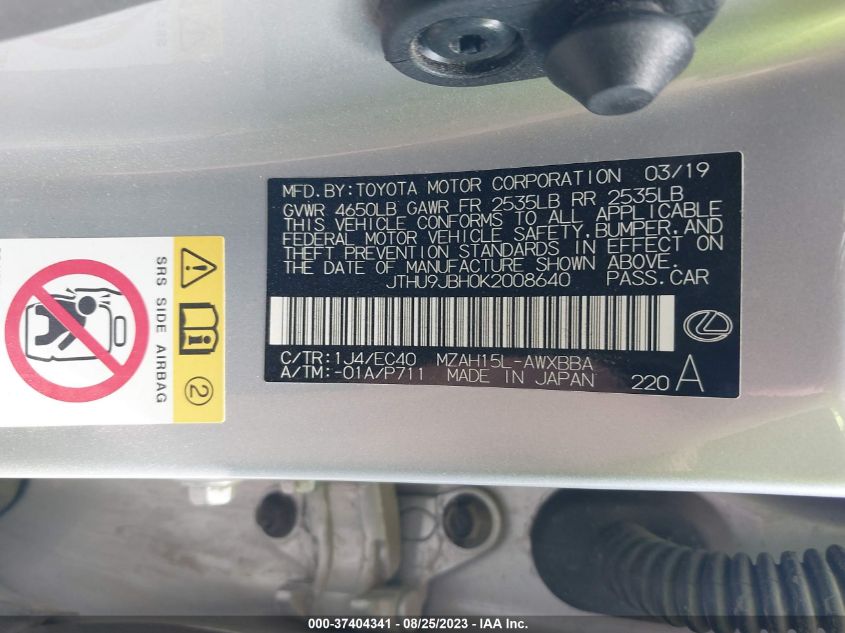 MFD. BY: TOYOTA MOTOR CORPORATION 03/19
GVWR 4650LB GAWR FR 2535LB RR 2535LB
THIS VEHICLE CONFORMS TO ALL APPLICABLE
FEDERAL MOTOR VEHICLE SAFETY, BUMPER, AND
THEFT PREVENTION STANDARDS IN EFFECT ON
THE DATE OF MANUFACTURE SHOWN ABOVE.
JTHU9JBH0K2008640 PASS. CAR
C/TR: 1J4/EC40 MZAH15L-AWXBBA
A/TM: -01A/P711 MADE IN JAPAN 220 A
SRS SIDE AIRBAG
2
000-37404341 - 08/25/2023 - Copyright © IAA Inc.